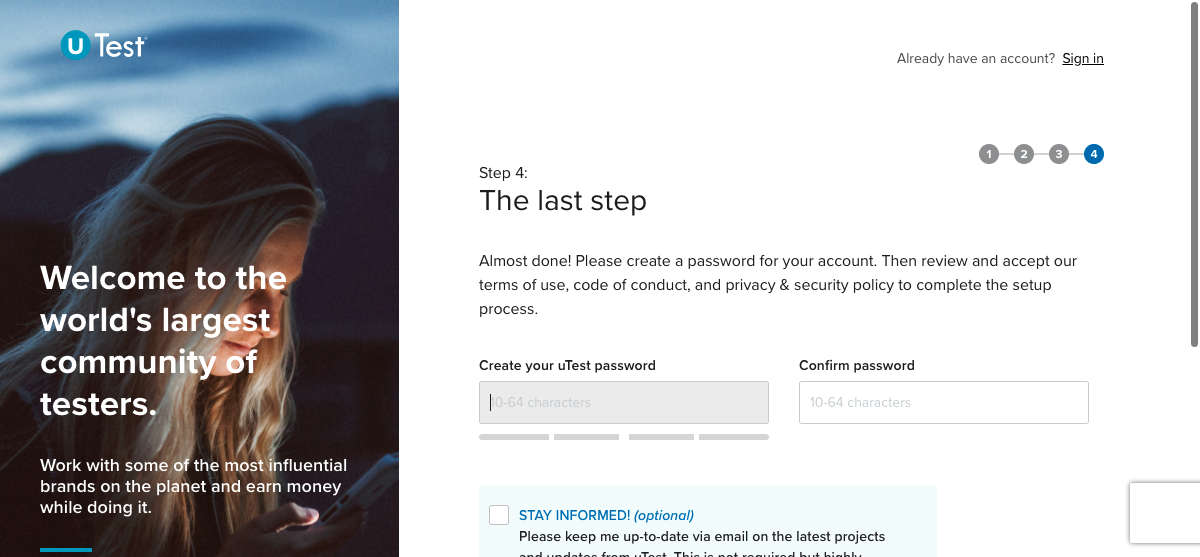 uTest
Already have an account? Sign in
1 2 3 4
Step 4:
The last step
Almost done! Please create a password for your account. Then review and accept our
terms of use, code of conduct, and privacy & security policy to complete the setup
process.
Welcome to the
world's largest
community of
testers.
Work with some of the most influential
brands on the planet and earn money
while doing it.
Create your uTest password
Confirm password
10-64 characters
10-64 characters
STAY INFORMED! (optional)
Please keep me up-to-date via email on the latest projects
and updates from uTest. This is not required but highly